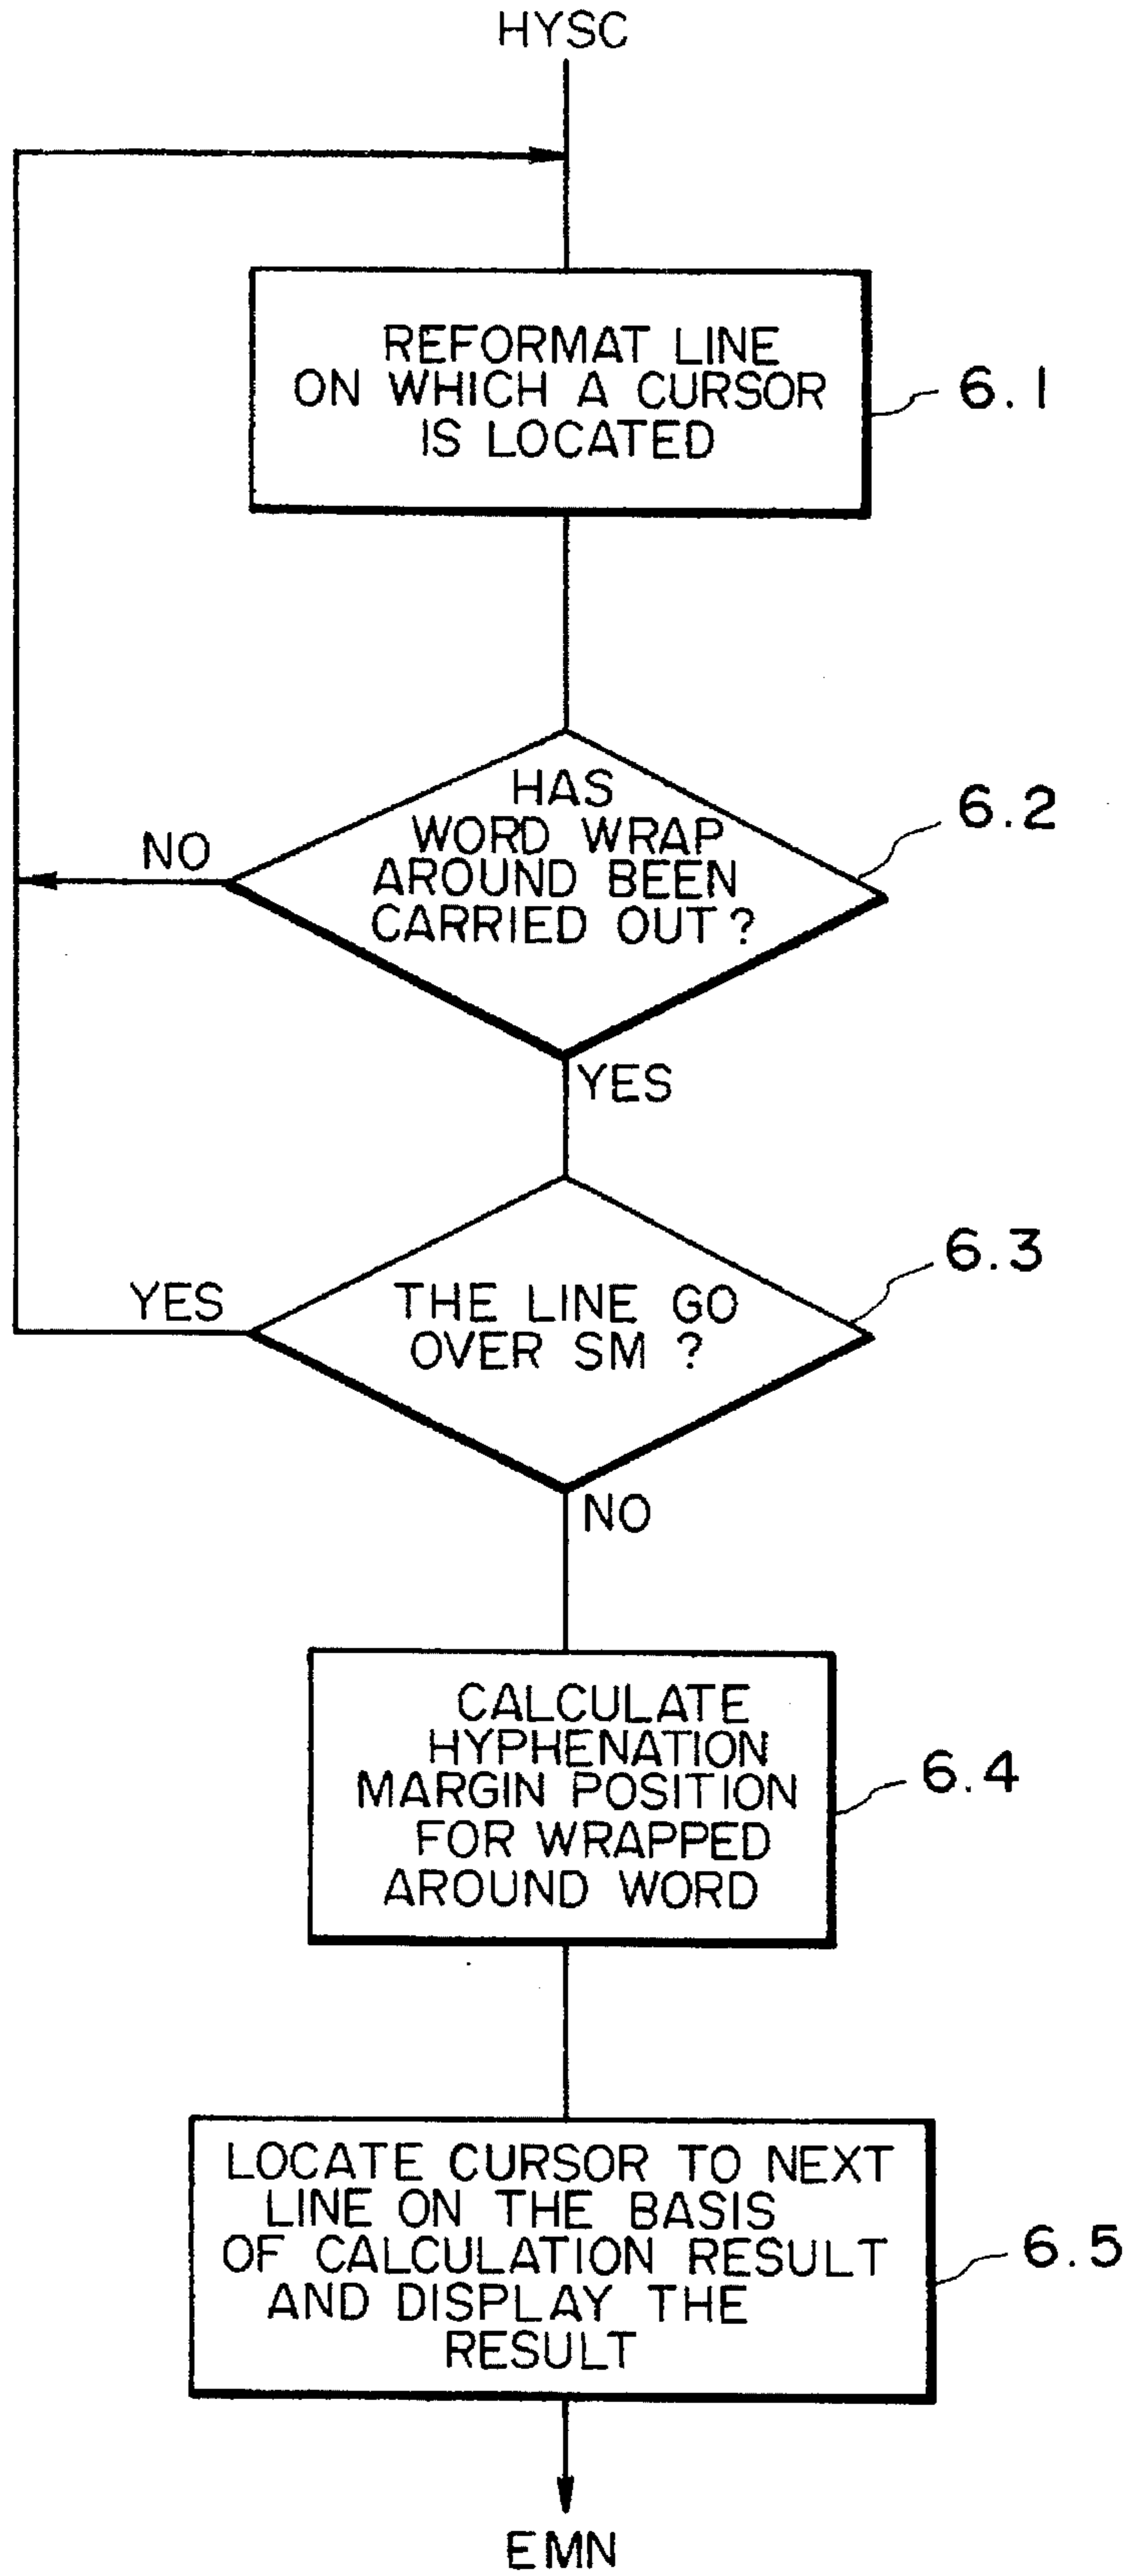 HYSC
REFORMAT LINE
ON WHICH A CURSOR
IS LOCATED
6.1
HAS
WORD WRAP
AROUND BEEN
CARRIED OUT?
6.2
NO
YES
THE LINE GO
OVER SM ?
6.3
YES
NO
CALCULATE
HYPHENATION
MARGIN POSITION
FOR WRAPPED
AROUND WORD
6.4
LOCATE CURSOR TO NEXT
LINE ON THE BASIS
OF CALCULATION RESULT
AND DISPLAY THE
RESULT
6.5
EMN